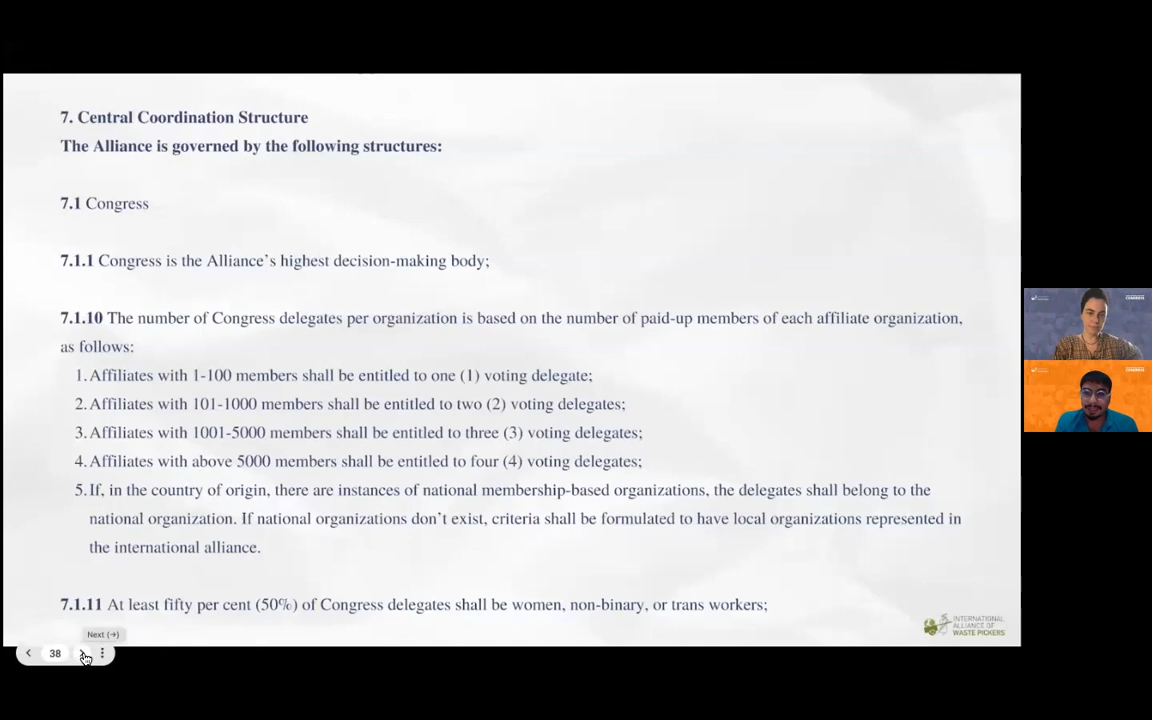 7. Central Coordination Structure
The Alliance is governed by the following structures:
7.1 Congress
7.1.1 Congress is the Alliance's highest decision-making body;
7.1.10 The number of Congress delegates per organization is based on the number of paid-up members of each affiliate organization,
as follows:
1. Affiliates with 1-100 members shall be entitled to one (1) voting delegate;
2. Affiliates with 101-1000 members shall be entitled to two (2) voting delegates;
3. Affiliates with 1001-5000 members shall be entitled to three (3) voting delegates;
4. Affiliates with above 5000 members shall be entitled to four (4) voting delegates;
5. If, in the country of origin, there are instances of national membership-based organizations, the delegates shall belong to the
national organization. If national organizations don't exist, criteria shall be formulated to have local organizations represented in
the international alliance.
7.1.11 At least fifty per cent (50%) of Congress delegates shall be women, non-binary, or trans workers;
INTERNATIONAL
ALLIANCE OF
WASTE PICKERS
Next (→)
38